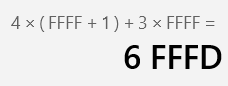 4 × ( FFFF + 1 ) + 3 × FFFF =
6 FFFD